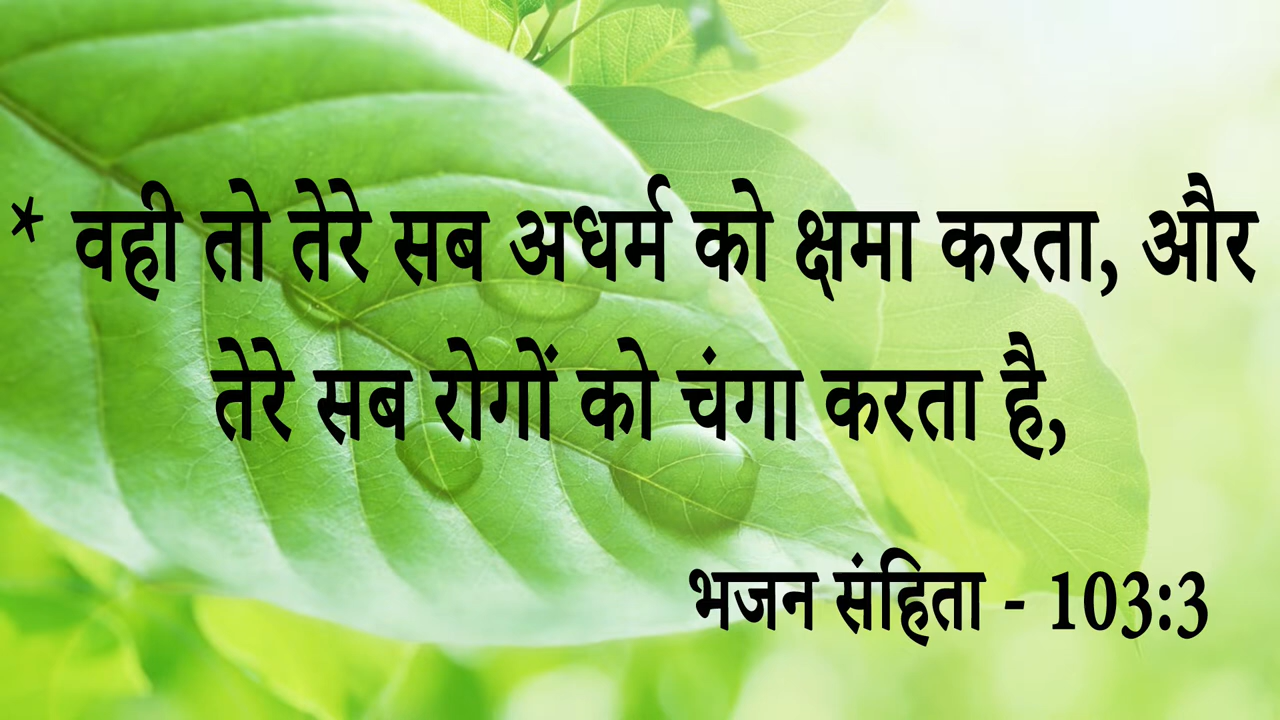 * वही तो तेरे सब अधर्म को क्षमा करता, और
तेरे सब रोगों को चंगा करता है,
भजन संहिता - 103:3